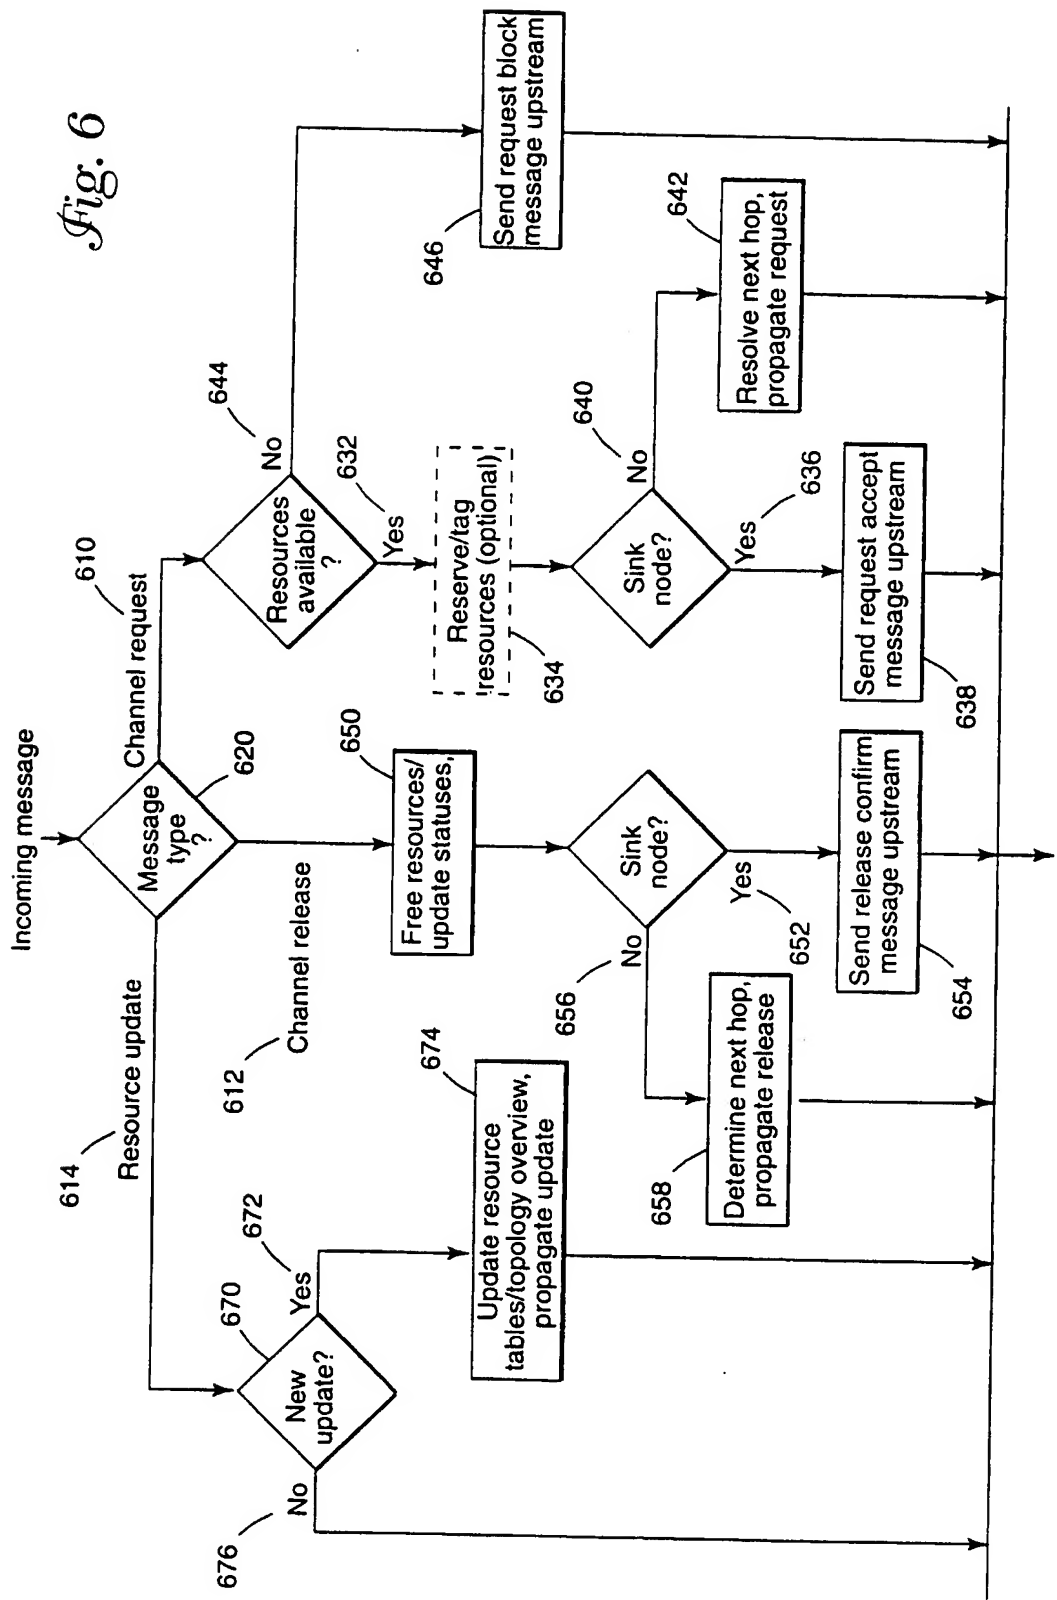 Fig. 6
Incoming message
Message
type
?
620
Resource update
614
Channel release
612
Channel request
610
New
update?
670
Yes
672
No
676
Update resource
tables/topology overview,
propagate update
674
Free resources/
update statuses,
650
Sink
node?
No
656
Yes
652
Determine next hop,
propagate release
658
Send release confirm
message upstream
654
Resources
available
?
No
644
Yes
632
Reserve/tag
resources (optional),
634
Sink
node?
No
640
Yes
636
Send request accept
message upstream
638
Resolve next hop,
propagate request
642
Send request block
message upstream
646